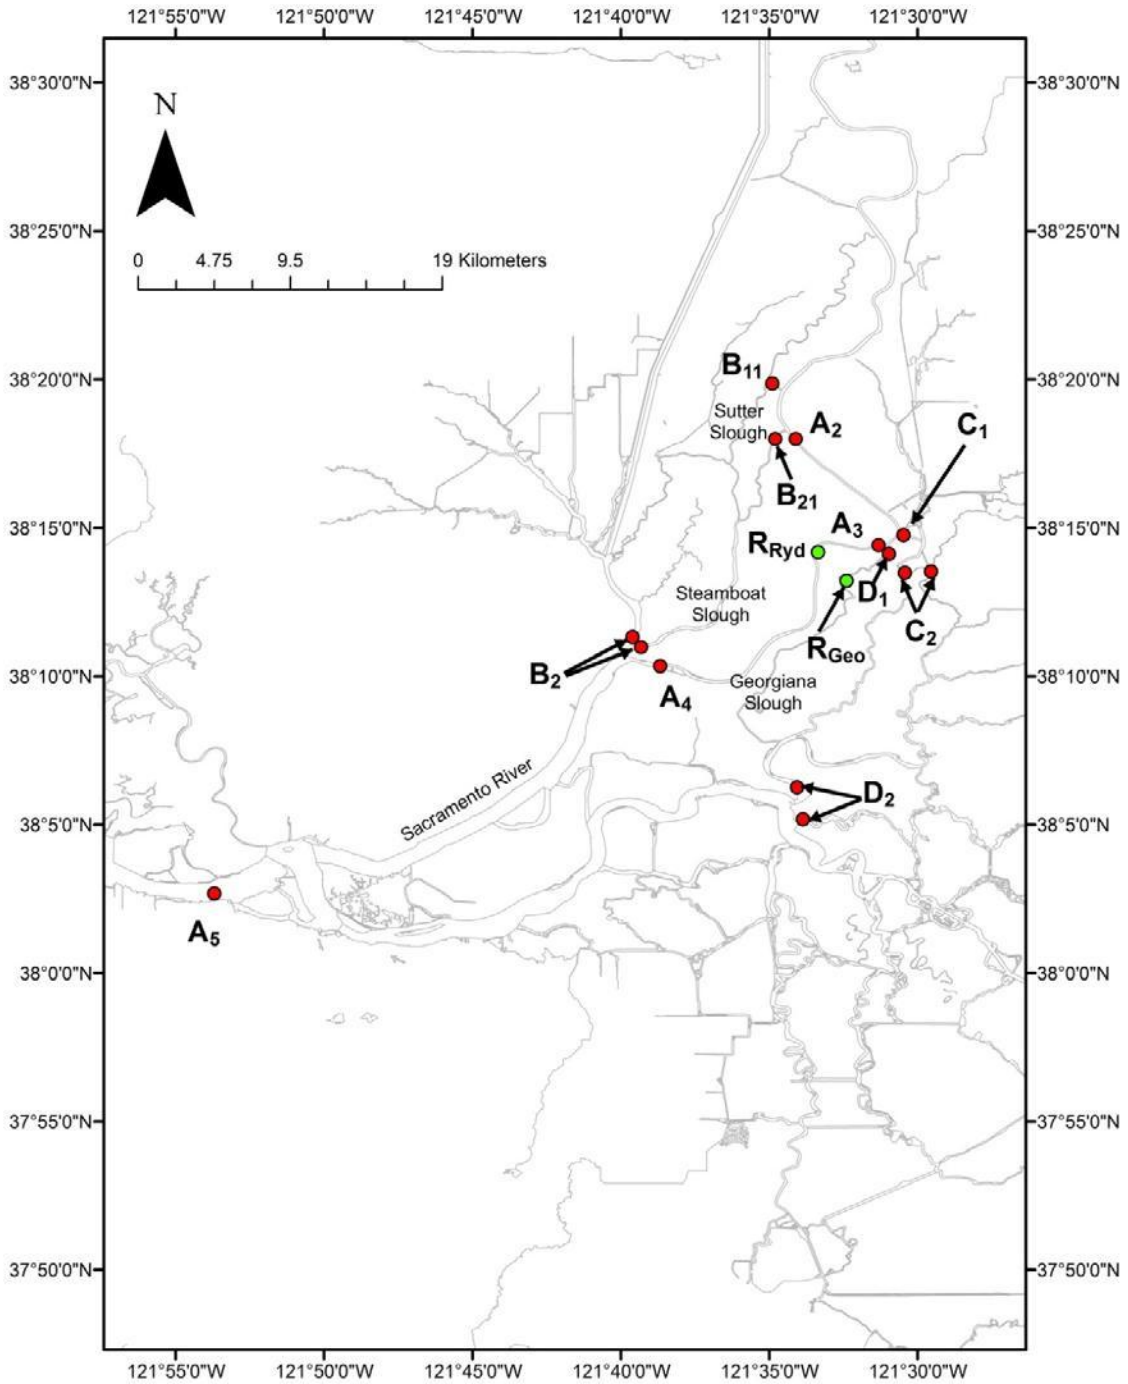 121°55'0"W 121°50'0"W 121°40'0"W 121°35'0"W 121°30'0"W
38°30'0"N 38°30'0"N
N
38°25'0"N 38°25'0"N
0 4.75 9.5 19 Kilometers
38°20'0"N 38°20'0"N
B11
Sutter
Slough
A2
C1
B21
38°15'0"N 38°15'0"N
A3
RRyd
D1
Steamboat
Slough
C2
RGeo
38°10'0"N 38°10'0"N
B2
A4
Georgiana
Slough
Sacramento River
D2
38°5'0"N 38°5'0"N
A5
38°0'0"N 38°0'0"N
37°55'0"N 37°55'0"N
37°50'0"N 37°50'0"N
121°55'0"W 121°50'0"W 121°44'0"W 121°40'0"W 121°35'0"W 121°30'0"W